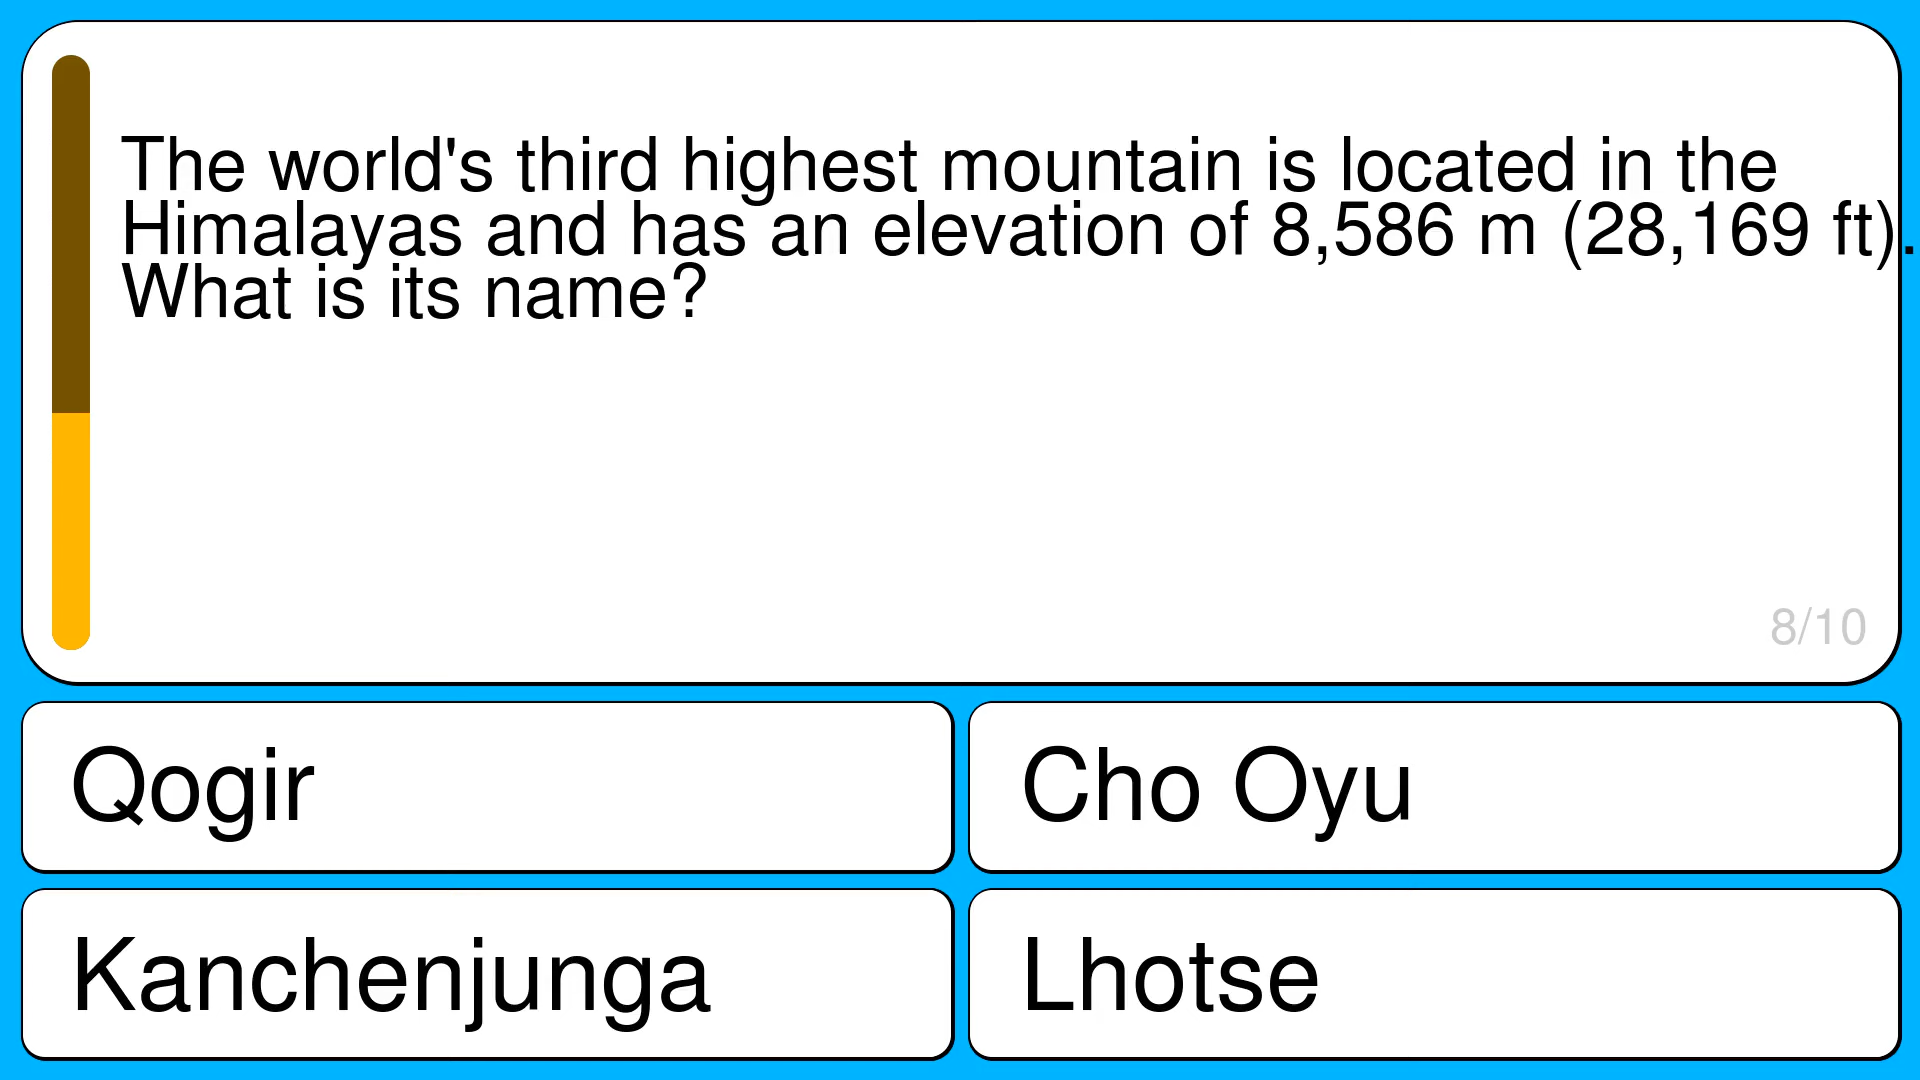 The world's third highest mountain is located in the
Himalayas and has an elevation of 8,586 m (28,169 ft).
What is its name?
8/10
Qogir
Cho Oyu
Kanchenjunga
Lhotse